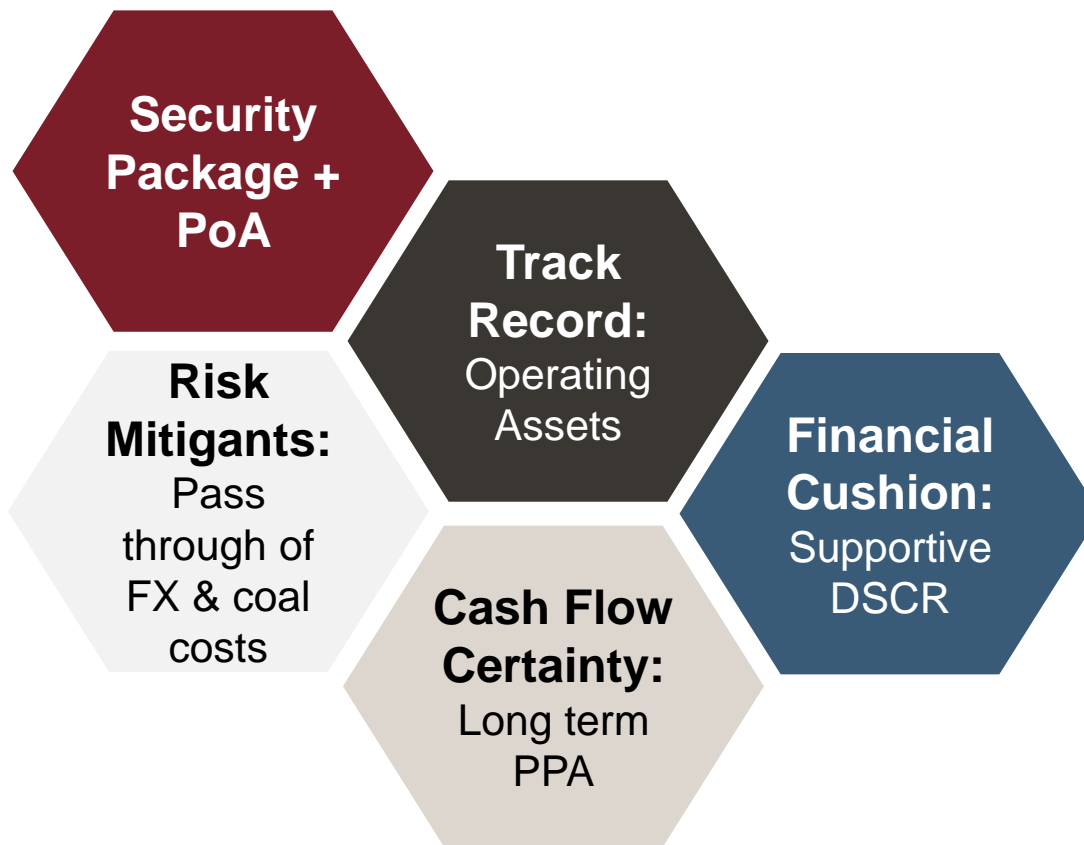 Security
Package +
PoA
Track
Record:
Operating
Assets
Risk
Mitigants:
Pass
through of
FX & coal
costs
Financial
Cushion:
Supportive
DSCR
Cash Flow
Certainty:
Long term
PPA